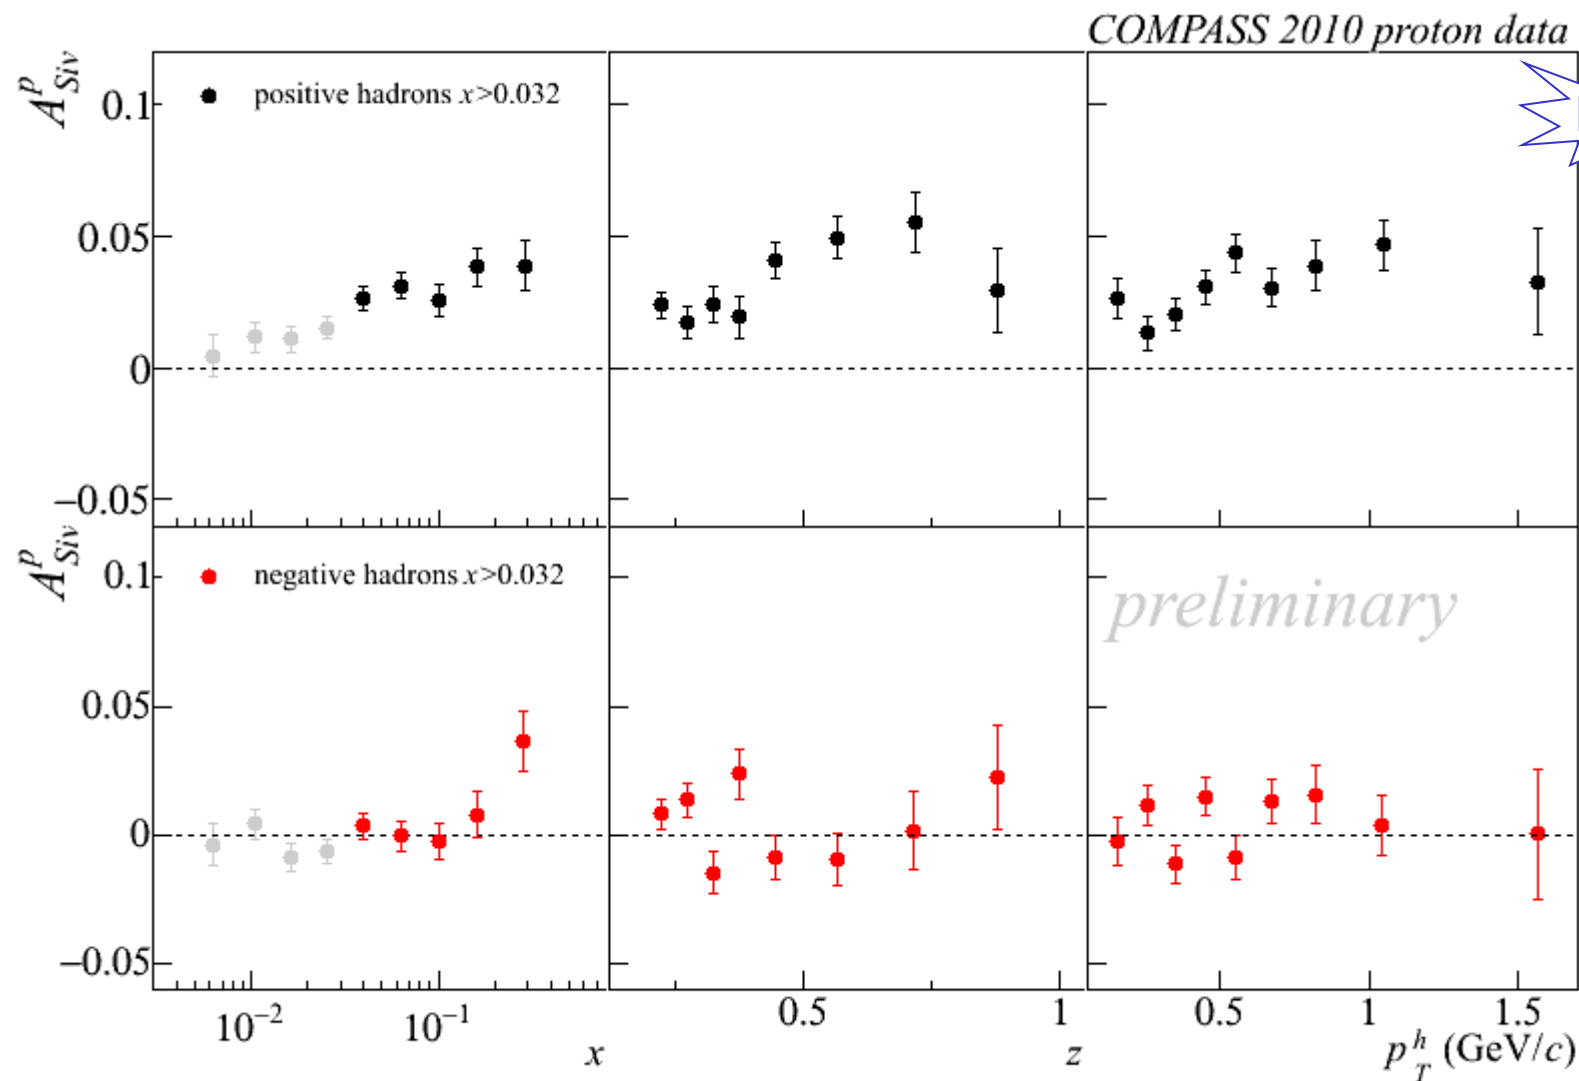 COMPASS 2010 proton data
A^p_Siv
positive hadrons x>0.032
0.1
0.05
0
−0.05
A^p_Siv
negative hadrons x>0.032
preliminary
0.1
0.05
0
−0.05
10^−2 10^−1 0.5 1 0.5 1 1.5
x z p_T^h (GeV/c)